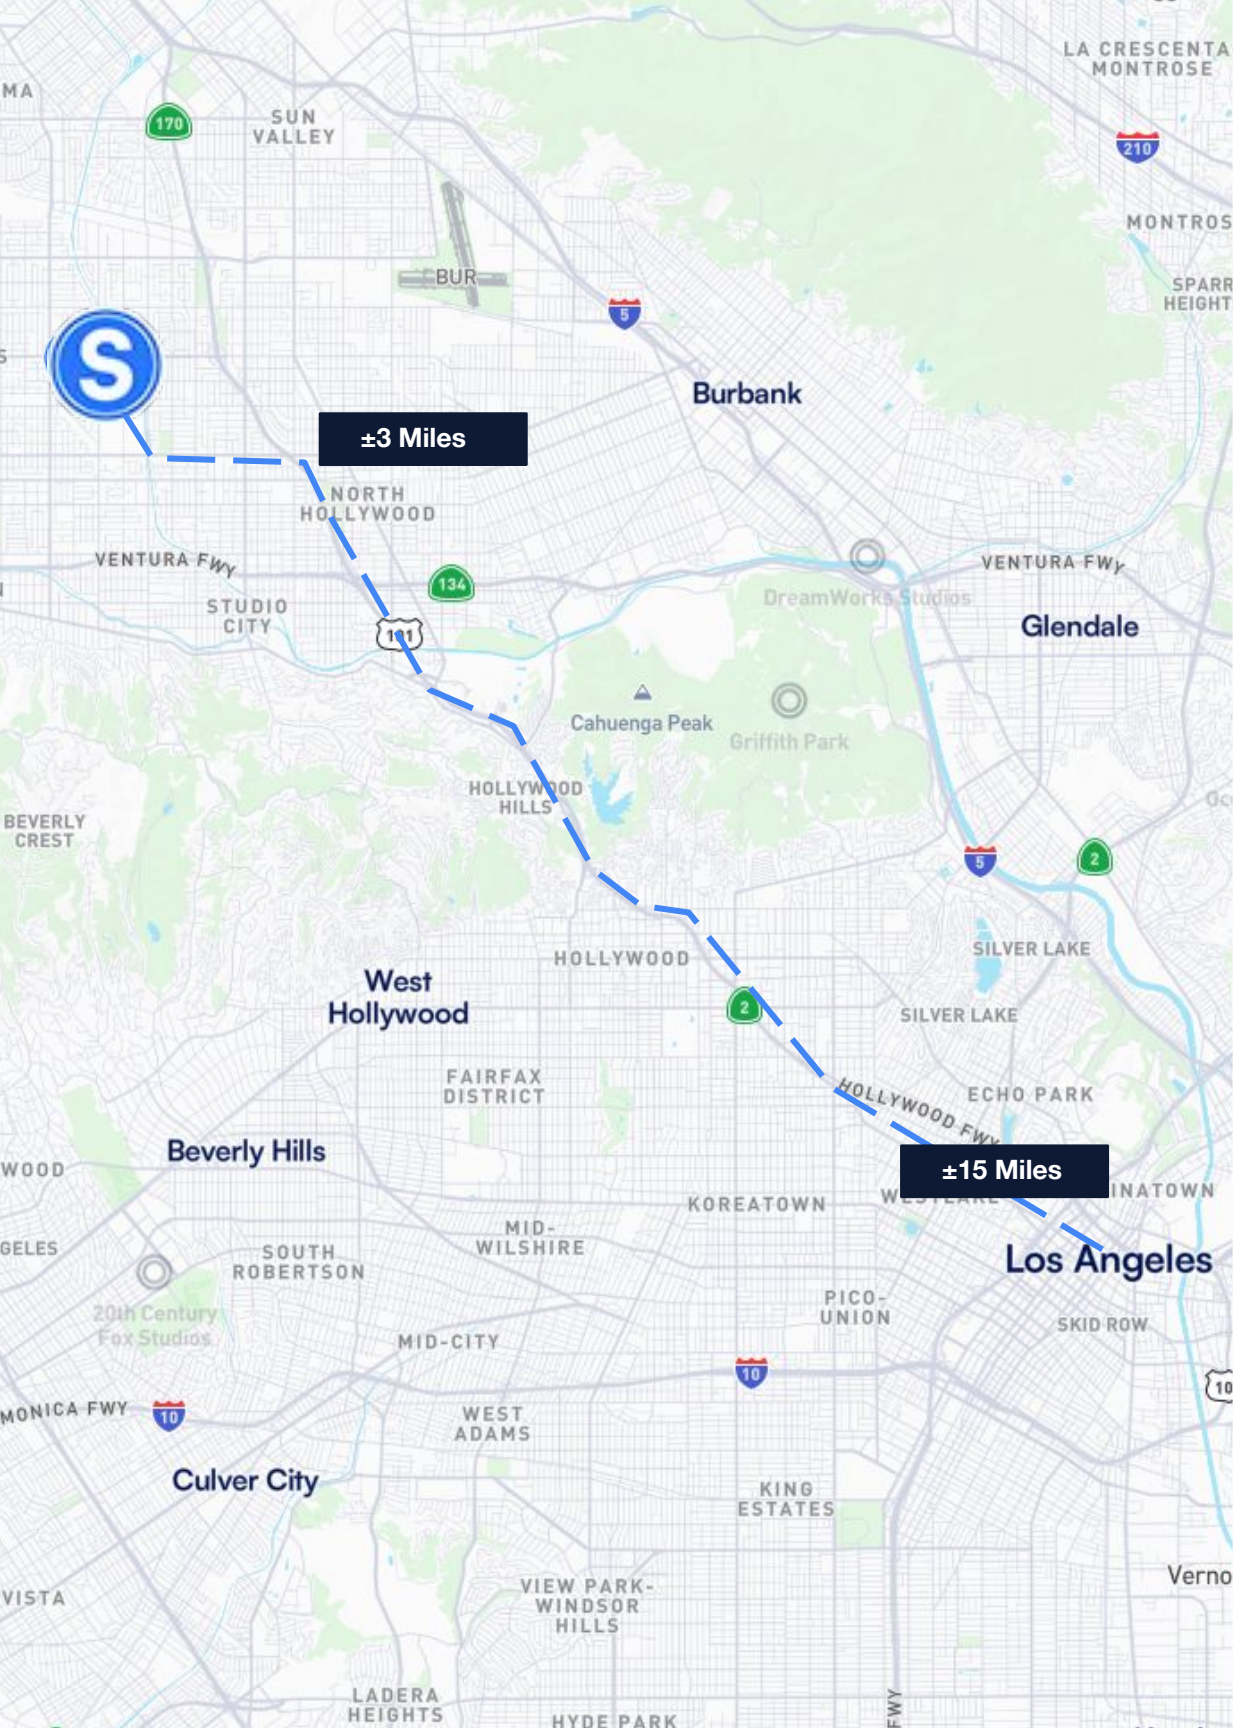 LA CRESCENTA
MONTROSE
MA
170
SUN
VALLEY
210
MONTROS
BUR
SPARR
HEIGHT
5
S
S
Burbank
±3 Miles
NORTH
HOLLYWOOD
VENTURA FWY
VENTURA FWY
134
DreamWorks Studios
STUDIO
CITY
101
Glendale
Cahuenga Peak
Griffith Park
HOLLYWOOD
HILLS
Oc
BEVERLY
CREST
5
2
HOLLYWOOD
SILVER LAKE
West
Hollywood
2
SILVER LAKE
FAIRFAX
DISTRICT
HOLLYWOOD FWY
ECHO PARK
Beverly Hills
WOOD
±15 Miles
WESTLAKE
INATOWN
KOREATOWN
MID-
WILSHIRE
GELES
SOUTH
ROBERTSON
Los Angeles
20th Century
Fox Studios
PICO-
UNION
SKID ROW
MID-CITY
10
10
MONICA FWY
10
WEST
ADAMS
Culver City
KING
ESTATES
Verno
VISTA
VIEW PARK-
WINDSOR
HILLS
LADERA
HEIGHTS
HYDE PARK
FWY